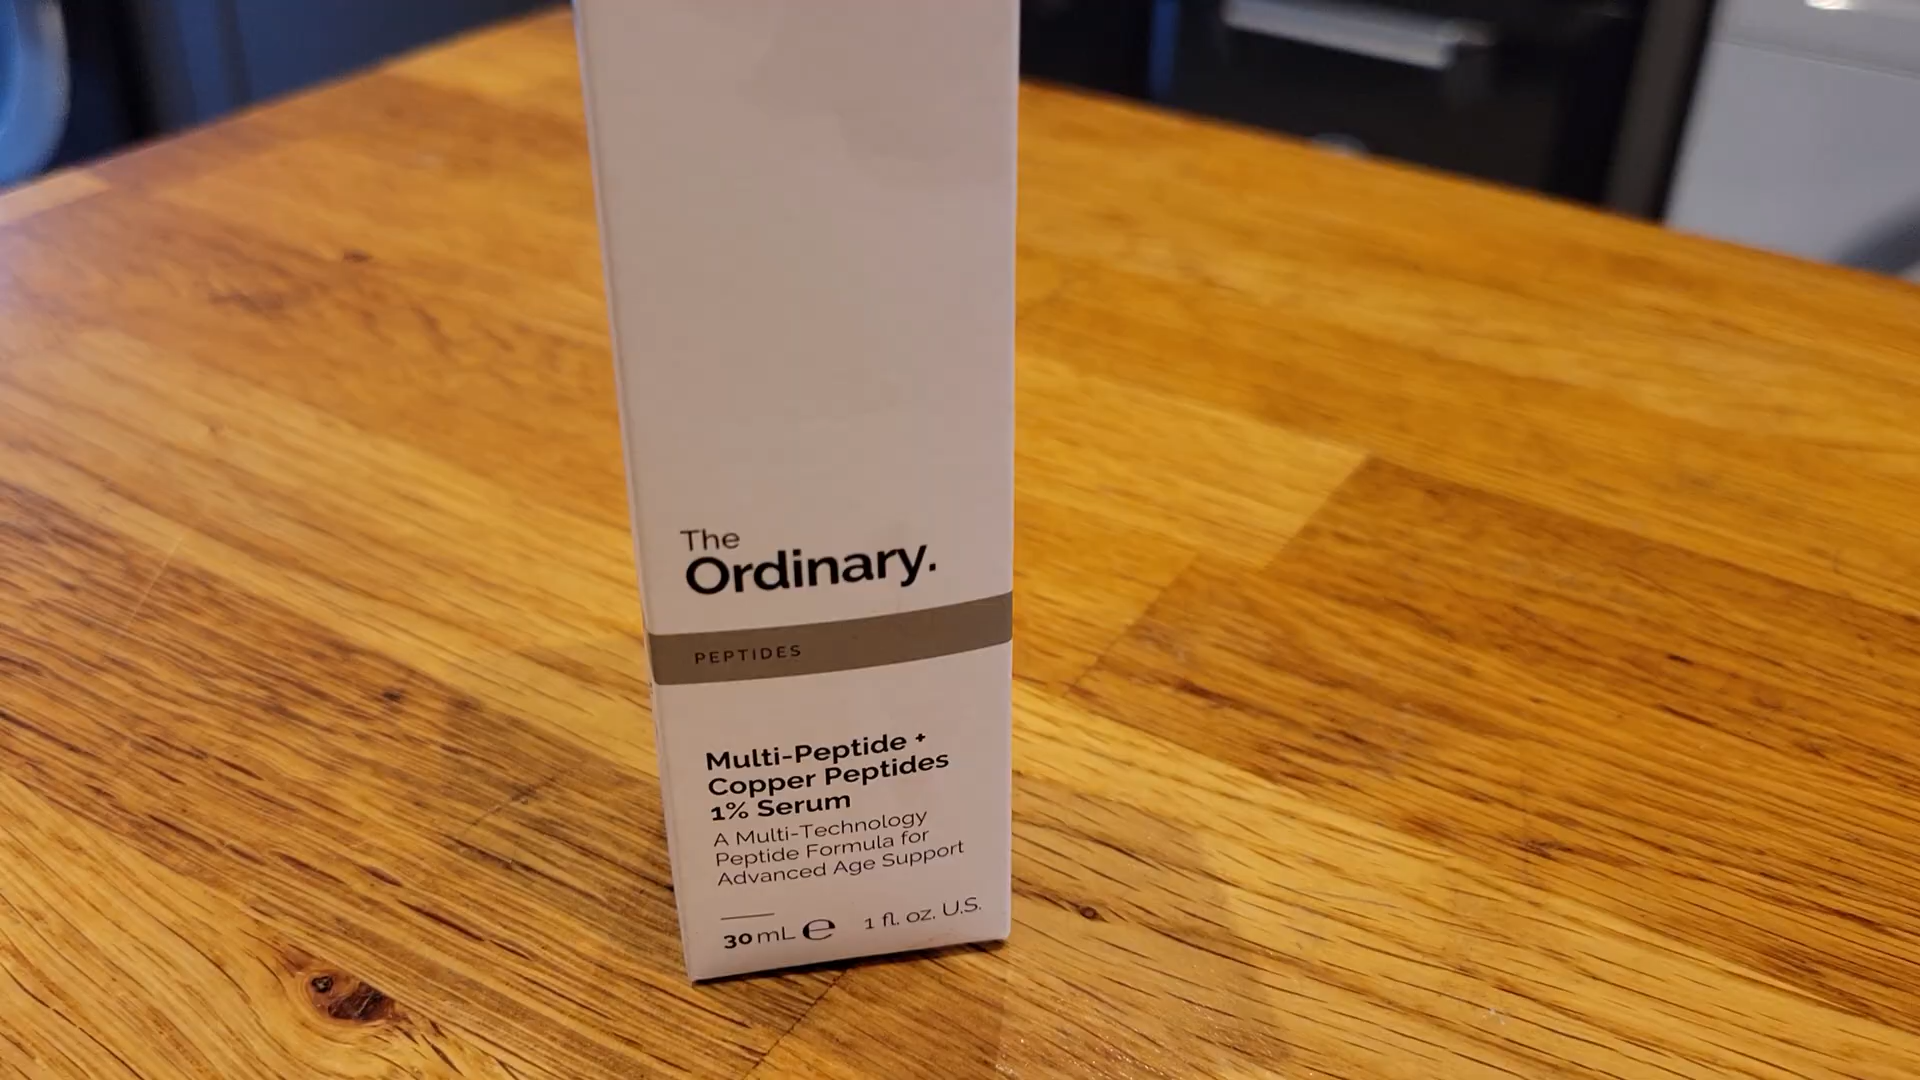 The
Ordinary.
PEPTIDES
Multi-Peptide +
Copper Peptides
1% Serum
A Multi-Technology
Peptide Formula for
Advanced Age Support
30 mL ℮ 1 fl. oz. U.S.